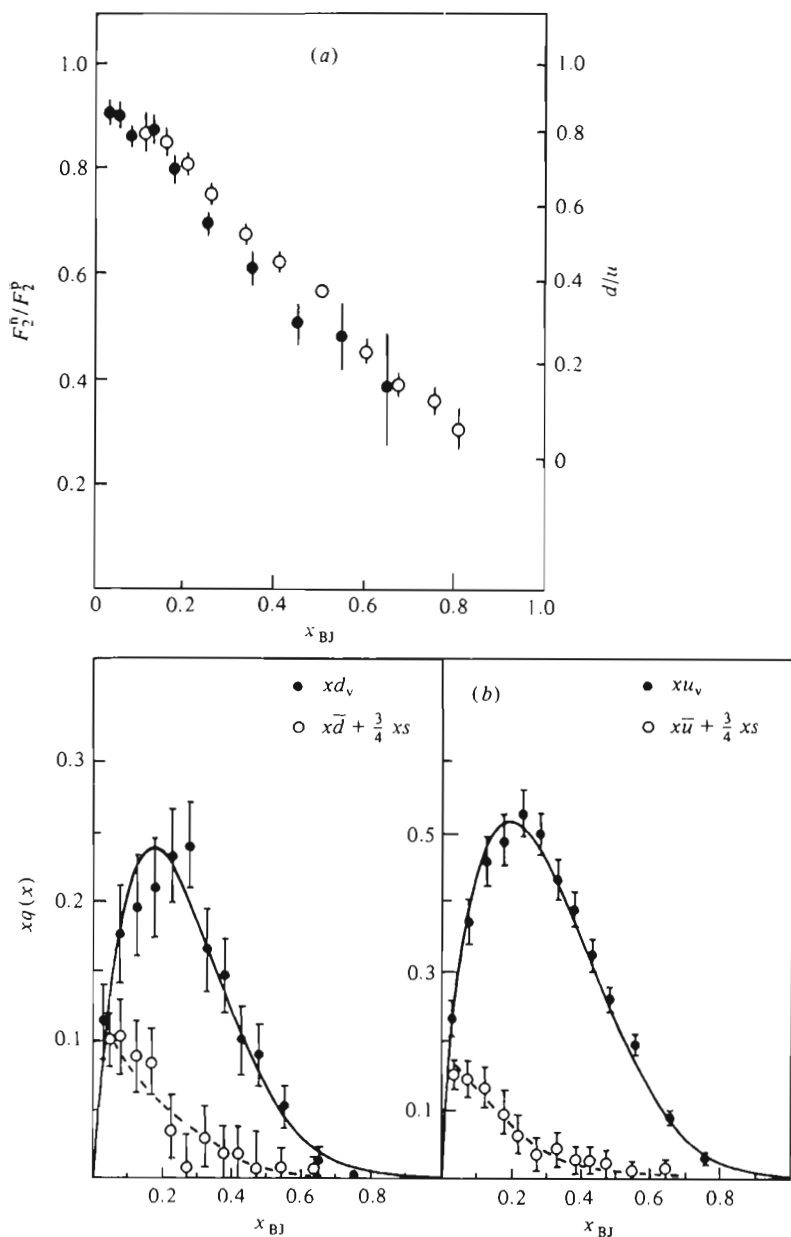 (a)
1.0
0.8
0.6
0.4
0.2
F₂ⁿ/F₂ᵖ
1.0
0.8
0.6
0.4
0.2
0
d/u
0 0.2 0.4 0.6 0.8 1.0
x_BJ
● xd_v
○ xd̄ + 3/4 xs
(b)
● xu_v
○ xū + 3/4 xs
0.3
0.2
0.1
xq(x)
0.5
0.3
0.1
0.2 0.4 0.6 0.8
x_BJ
0.2 0.4 0.6 0.8
x_BJ